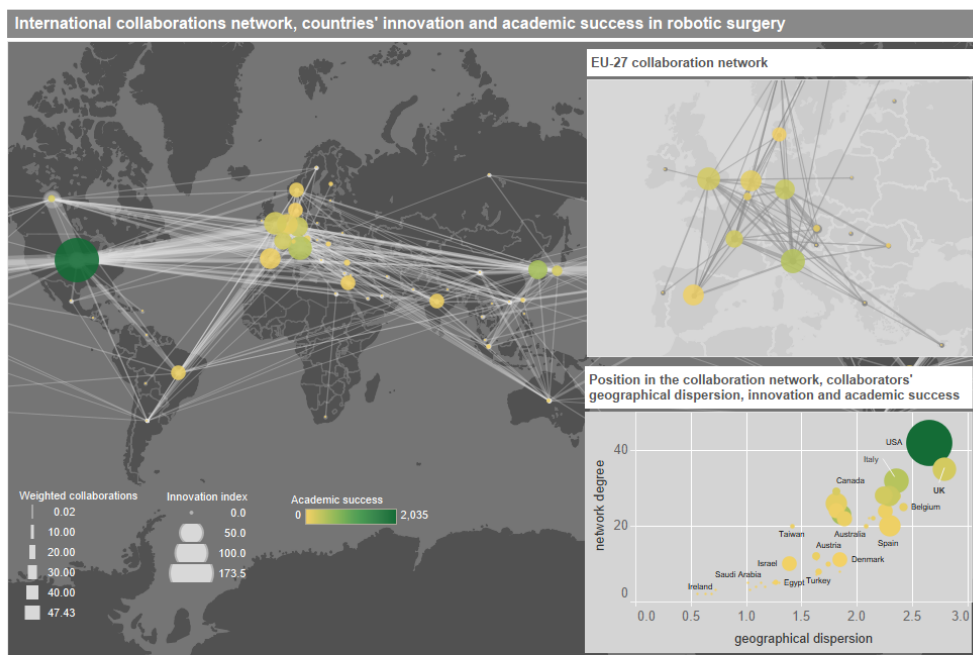 International collaborations network, countries' innovation and academic success in robotic surgery
EU-27 collaboration network
Position in the collaboration network, collaborators'
geographical dispersion, innovation and academic success
Weighted collaborations
0.02
10.00
20.00
30.00
40.00
47.43
Innovation index
0.0
50.0
100.0
173.5
Academic success
0
2,035
network degree
40
20
0
USA
Italy
UK
Canada
Belgium
Taiwan
Australia
Spain
Austria
Israel
Denmark
Saudi Arabia
Ireland
Egypt
Turkey
0.0
0.5
1.0
1.5
2.0
2.5
3.0
geographical dispersion